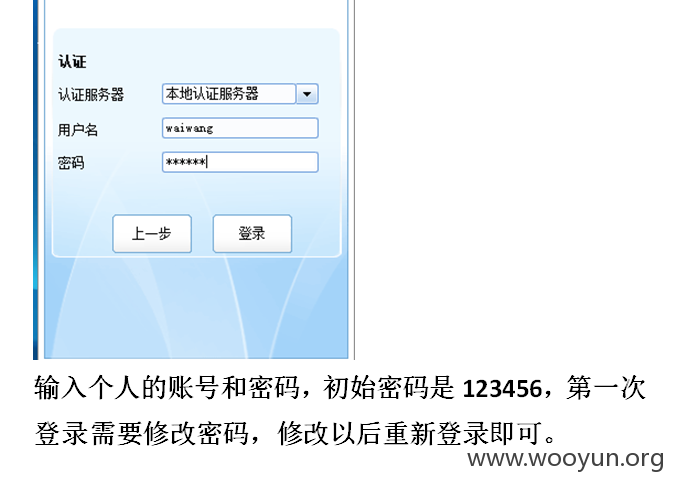 认证
认证服务器 本地认证服务器
用户名 waiwang
密码 ******
上一步 登录
输入个人的账号和密码，初始密码是 123456，第一次
登录需要修改密码，修改以后重新登录即可。
www.wooyun.org